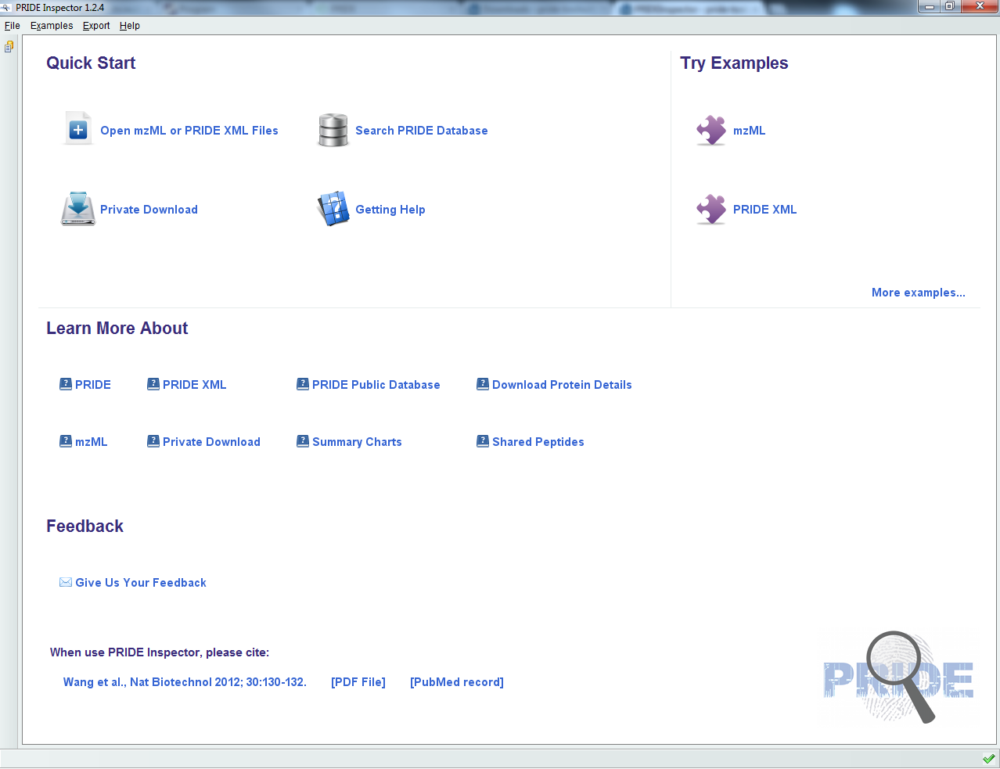 PRIDE Inspector 1.2.4
File Examples Export Help
Quick Start
Try Examples
Open mzML or PRIDE XML Files
Search PRIDE Database
mzML
Private Download
Getting Help
PRIDE XML
More examples...
Learn More About
PRIDE
PRIDE XML
PRIDE Public Database
Download Protein Details
mzML
Private Download
Summary Charts
Shared Peptides
Feedback
Give Us Your Feedback
When use PRIDE Inspector, please cite:
Wang et al., Nat Biotechnol 2012; 30:130-132. [PDF File] [PubMed record]
PRIDE